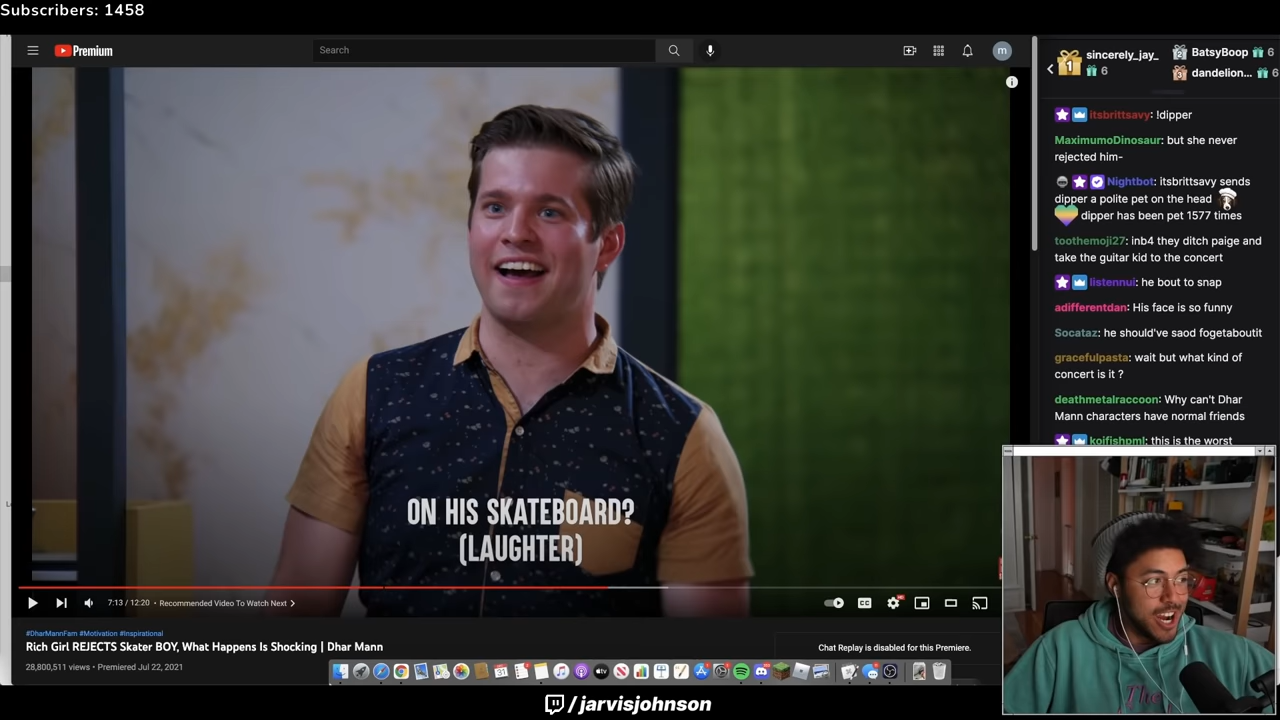 Subscribers: 1458
Premium
Search
m
1
sincerely_jay_
6
BatsyBoop 6
dandelion... 6
itsbrittsavy: !dipper
MaximumoDinosaur: but she never
rejected him-
Nightbot: itsbrittsavy sends
dipper a polite pet on the head
dipper has been pet 1577 times
toothemoji27: inb4 they ditch paige and
take the guitar kid to the concert
listennui: he bout to snap
adifferentdan: His face is so funny
Socataz: he should've saod fogetaboutit
gracefulpasta: wait but what kind of
concert is it ?
deathmetalraccoon: Why can't Dhar
Mann characters have normal friends
koifishpml: this is the worst
ON HIS SKATEBOARD?
(LAUGHTER)
7:13 / 12:20 • Recommended Video To Watch Next
#DharMannFam #Motivation #Inspirational
Rich Girl REJECTS Skater BOY, What Happens Is Shocking | Dhar Mann
28,800,511 views • Premiered Jul 22, 2021
Chat Replay is disabled for this Premiere.
/jarvisjohnson